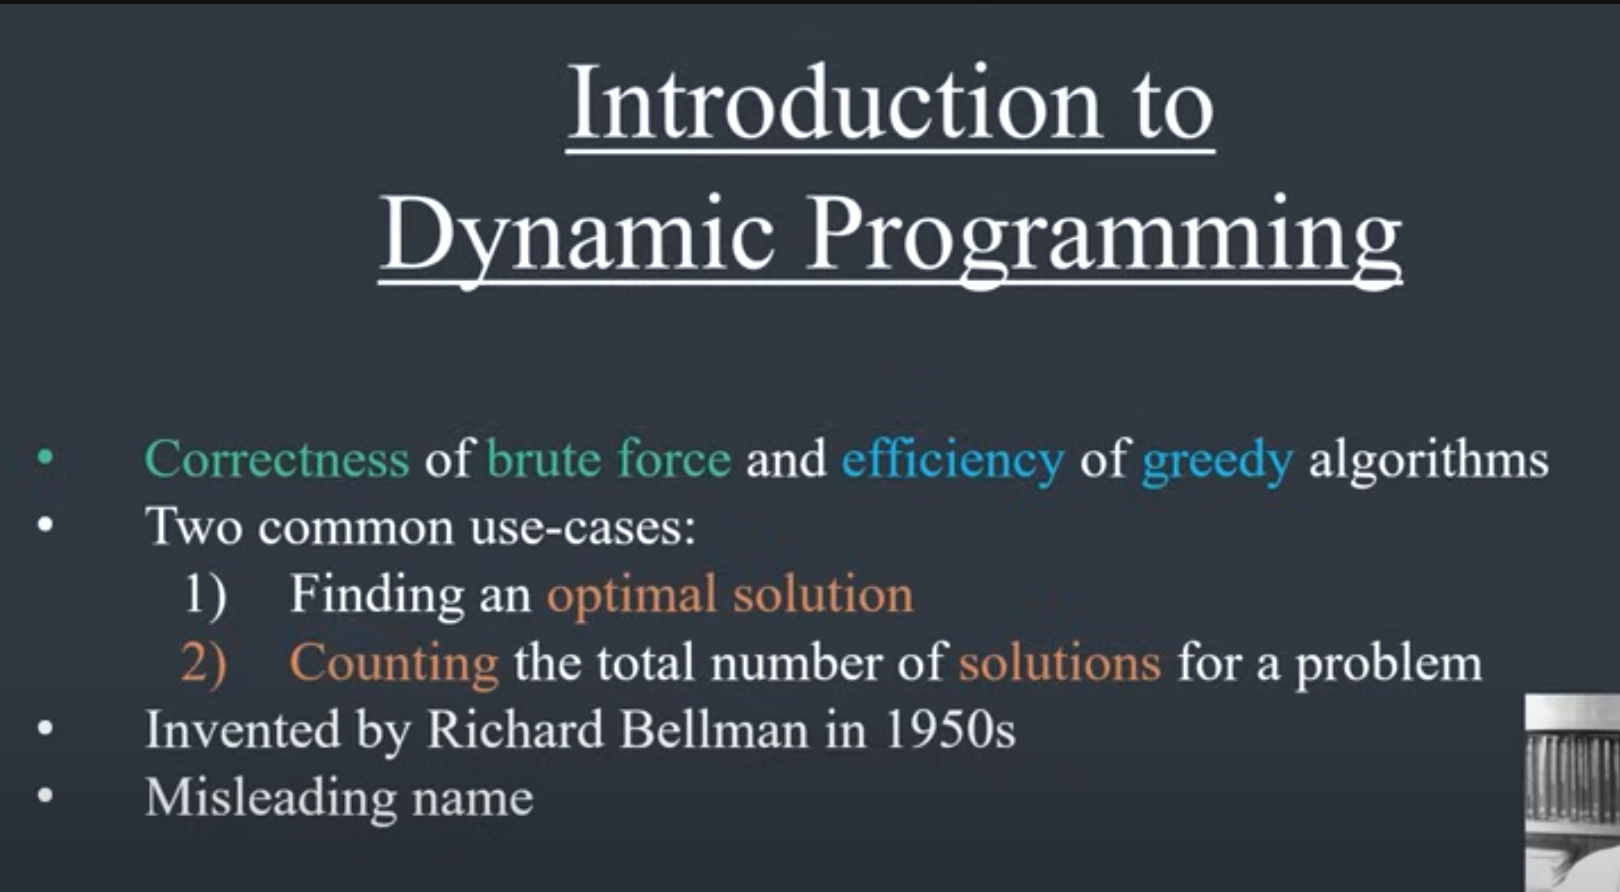 Introduction to
Dynamic Programming
• Correctness of brute force and efficiency of greedy algorithms
• Two common use-cases:
1) Finding an optimal solution
2) Counting the total number of solutions for a problem
• Invented by Richard Bellman in 1950s
• Misleading name